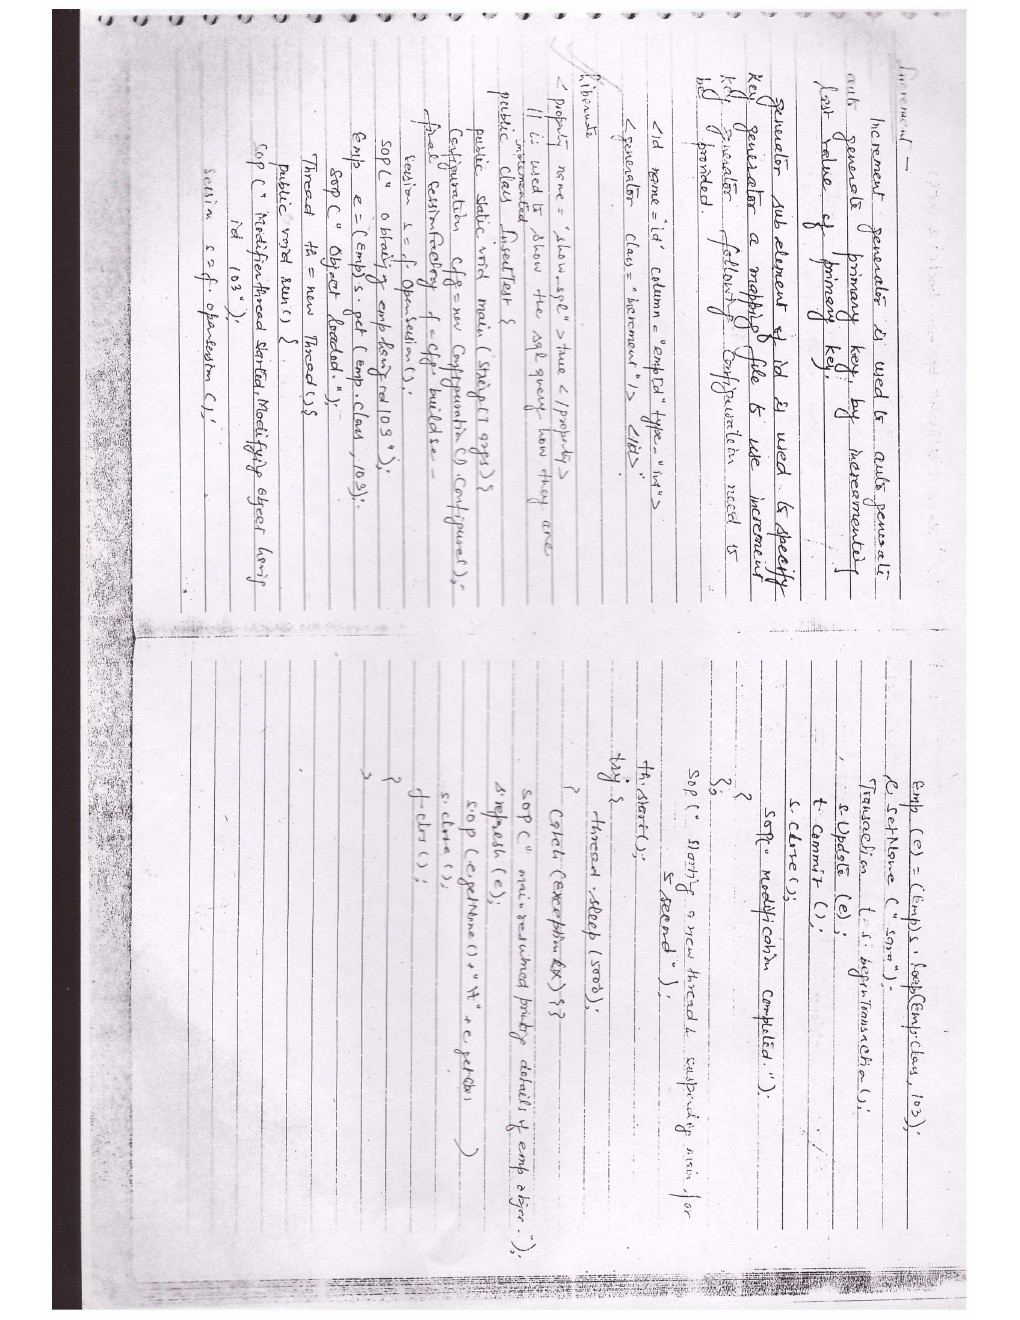 Increment —
Increment generator is used to auto generate
auto generate primary key, by increamenting
last value of primary key.
generator sub element of id is used to specify
key generator a mapping file to use increment
key generator following configuration need to
be provided.
<id name="id" column="empId" type="int">
<generator class="increment"/> </id>
hibernate
<property name="show_sql">true</property>
// is used to show the sql query how they are
implemented
public class InsertTest {
public static void main (String[] args) {
Configuration cfg = new Configuration().Configure();
final SessionFactory f = cfg. buildse —
Session s = f. OpenSession();
SOP(" Obtaining emp having id 103");
Emp e = (Emp) s. get (Emp.class, 103);
SOP (" Object loaded.");
Thread th = new Thread() {
public void run() {
Sop (" Modifier thread started, Modifying object having
id 103");
Session s = f. openSession ();
Emp (e) = (Emp) s. load(Emp.class, 103);
e. setName ("sara");
Transaction t = s. beginTransaction();
s. Update (e);
t. Commit ();
s. Close();
SOP(" Modification Completed.");
}
};
SOP (" Starting a new thread & suspending main for
5 second");
th. start();
try {
thread. sleep (5000);
}
Catch (Exception ex) { }
SOP (" main resumed printing details of emp objec.");
s. refresh (e);
S.O.P (e.getName()+"\t"+e. get )
s. close ();
f. clos ();
}
}